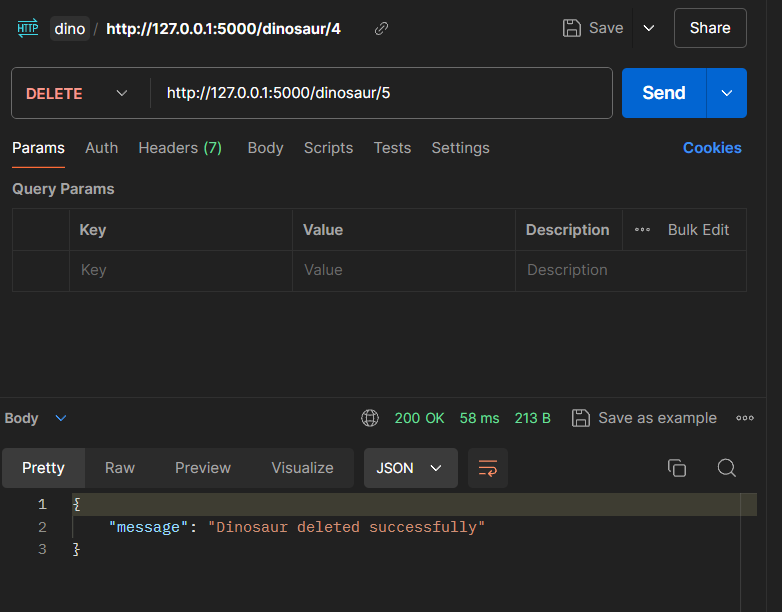 HTTP dino / http://127.0.0.1:5000/dinosaur/4 Save Share
DELETE http://127.0.0.1:5000/dinosaur/5 Send
Params Auth Headers (7) Body Scripts Tests Settings Cookies
Query Params
Key Value Description Bulk Edit
Key Value Description
Body 200 OK 58 ms 213 B Save as example
Pretty Raw Preview Visualize JSON
1 {
2 "message": "Dinosaur deleted successfully"
3 }